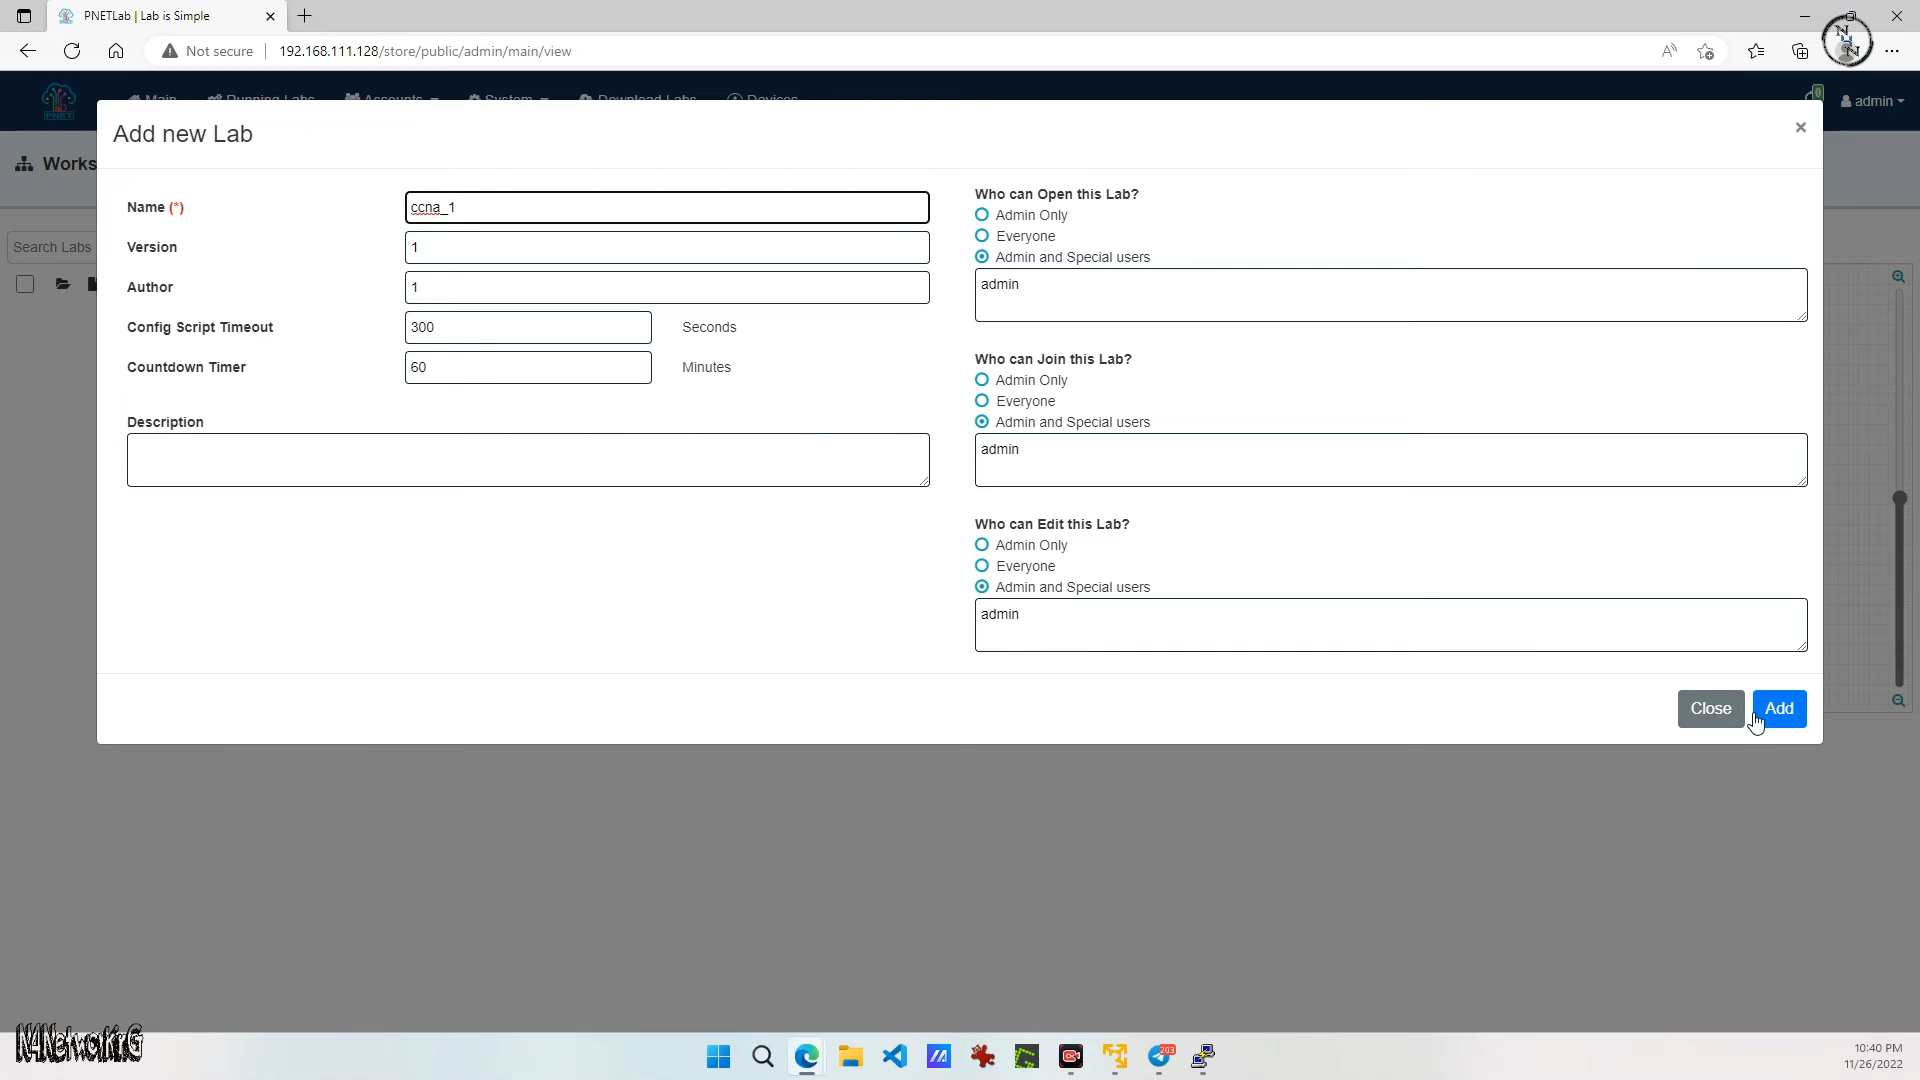 PNETLab | Lab is Simple
Not secure
192.168.111.128/store/public/admin/main/view
PNET
Main
Running Labs
Accounts
System
Download Labs
Devices
0
admin
Works
Search Labs
Add new Lab
×
Name (*)
ccna_1
Version
1
Author
1
Config Script Timeout
300
Seconds
Countdown Timer
60
Minutes
Description
Who can Open this Lab?
Admin Only
Everyone
Admin and Special users
admin
Who can Join this Lab?
Admin Only
Everyone
Admin and Special users
admin
Who can Edit this Lab?
Admin Only
Everyone
Admin and Special users
admin
Close
Add
N4NetworkinG
203
10:40 PM
11/26/2022